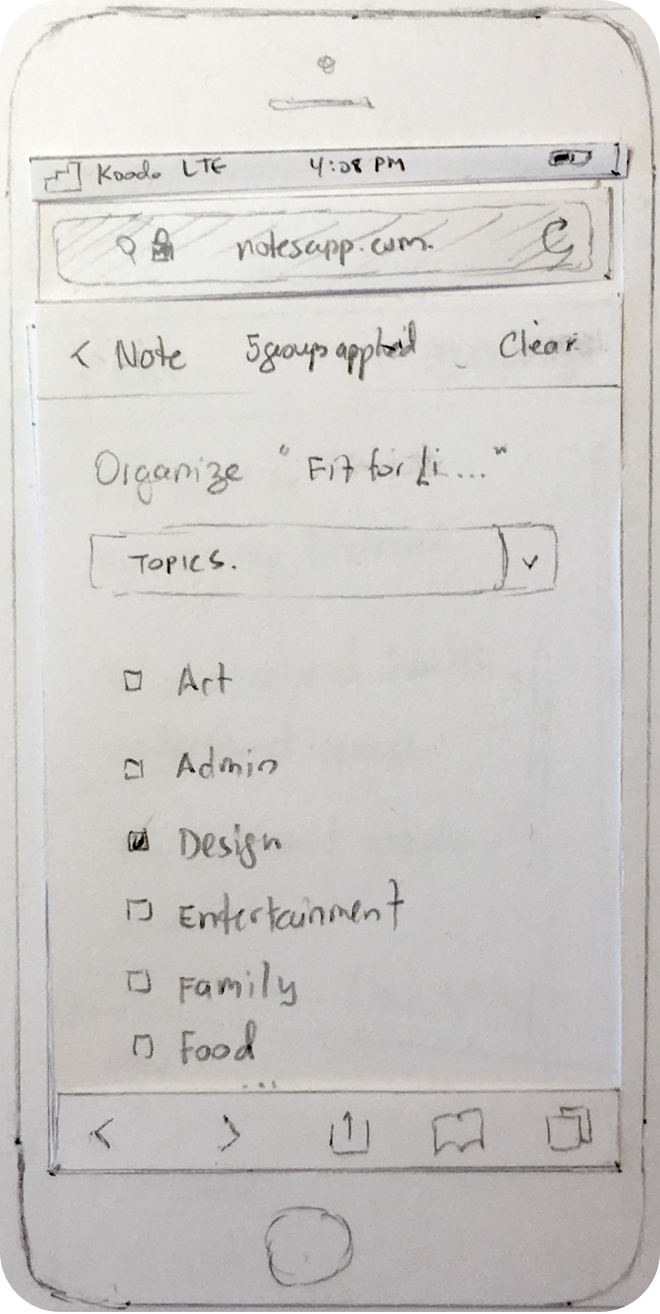 Koodo LTE 4:28 PM
notesapp.com.
< Note 5 groups applied Clear
Organize "Fit for Li..."
TOPICS.
Art
Admin
Design
Entertainment
Family
Food
...